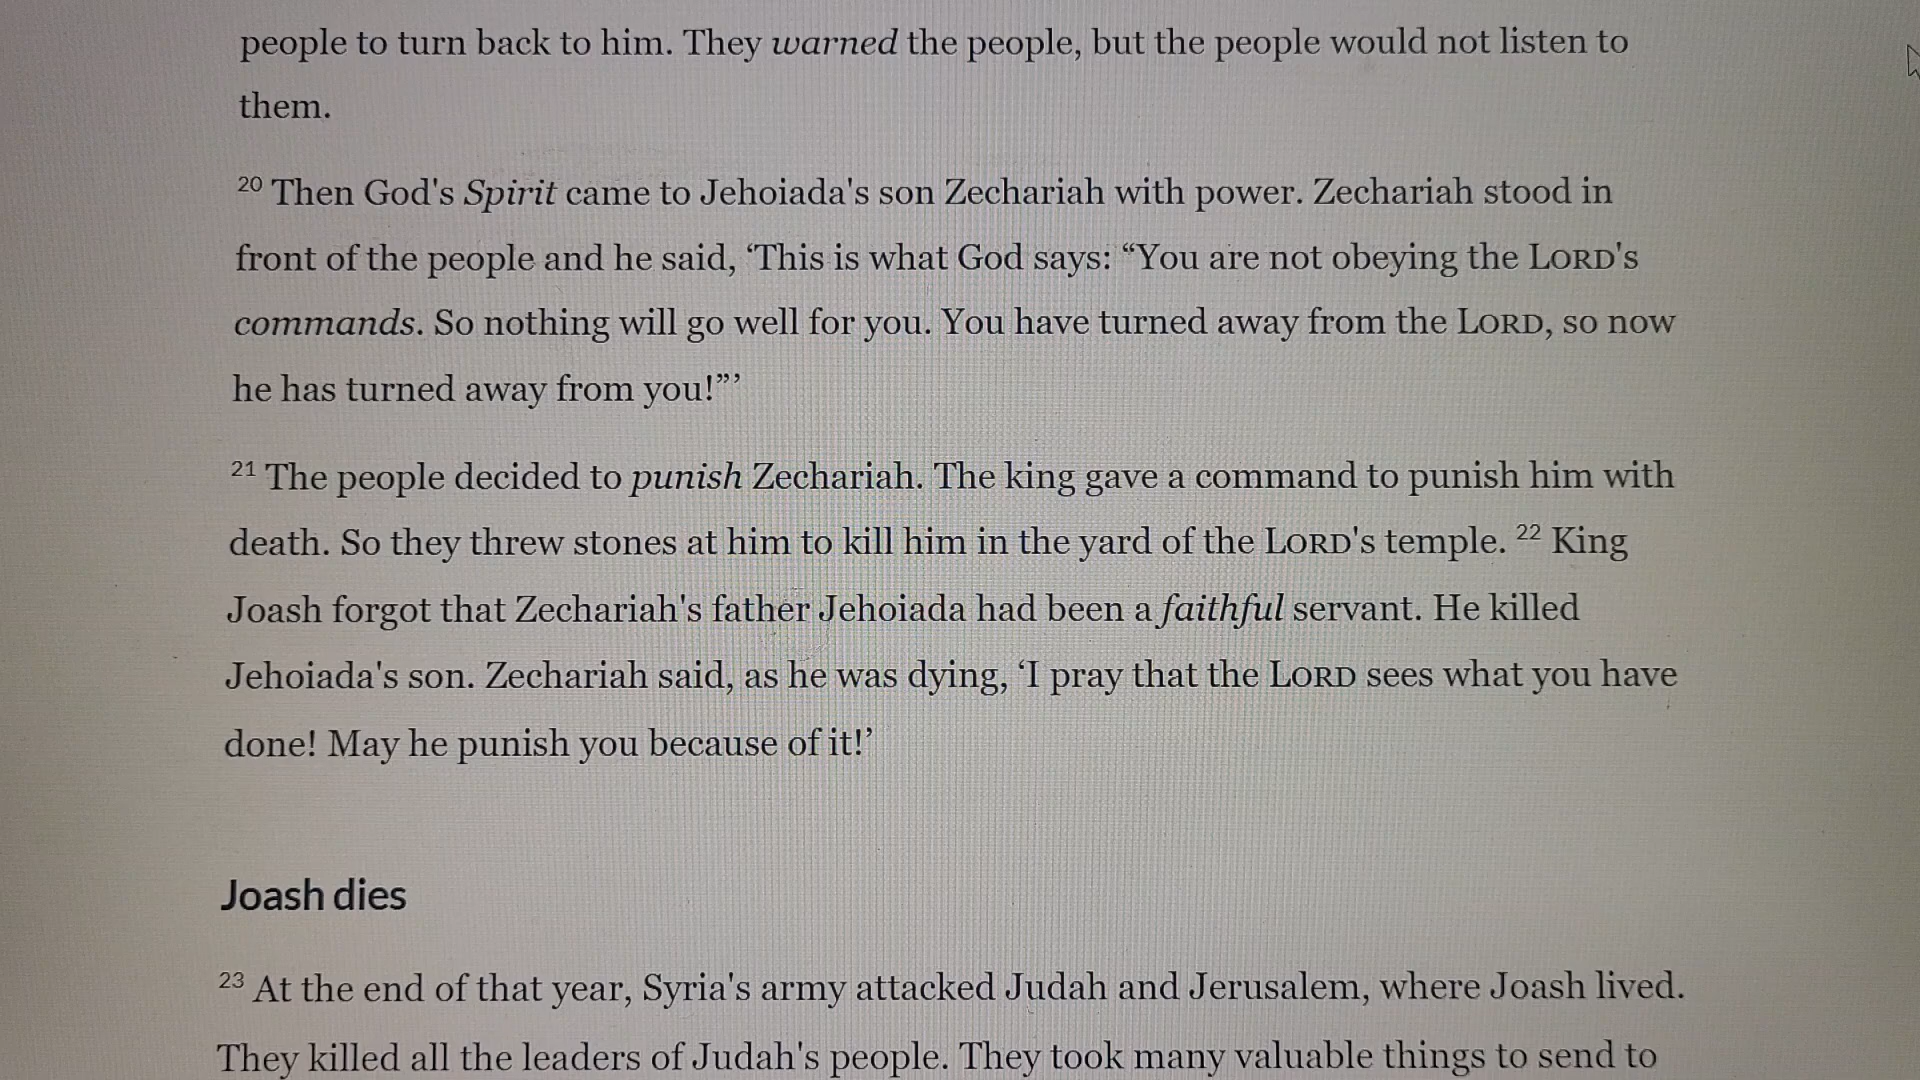 people to turn back to him. They warned the people, but the people would not listen to
them.
20 Then God's Spirit came to Jehoiada's son Zechariah with power. Zechariah stood in
front of the people and he said, ‘This is what God says: “You are not obeying the LORD's
commands. So nothing will go well for you. You have turned away from the LORD, so now
he has turned away from you!”’
21 The people decided to punish Zechariah. The king gave a command to punish him with
death. So they threw stones at him to kill him in the yard of the LORD's temple. 22 King
Joash forgot that Zechariah's father Jehoiada had been a faithful servant. He killed
Jehoiada's son. Zechariah said, as he was dying, ‘I pray that the LORD sees what you have
done! May he punish you because of it!’
Joash dies
23 At the end of that year, Syria's army attacked Judah and Jerusalem, where Joash lived.
They killed all the leaders of Judah's people. They took many valuable things to send to